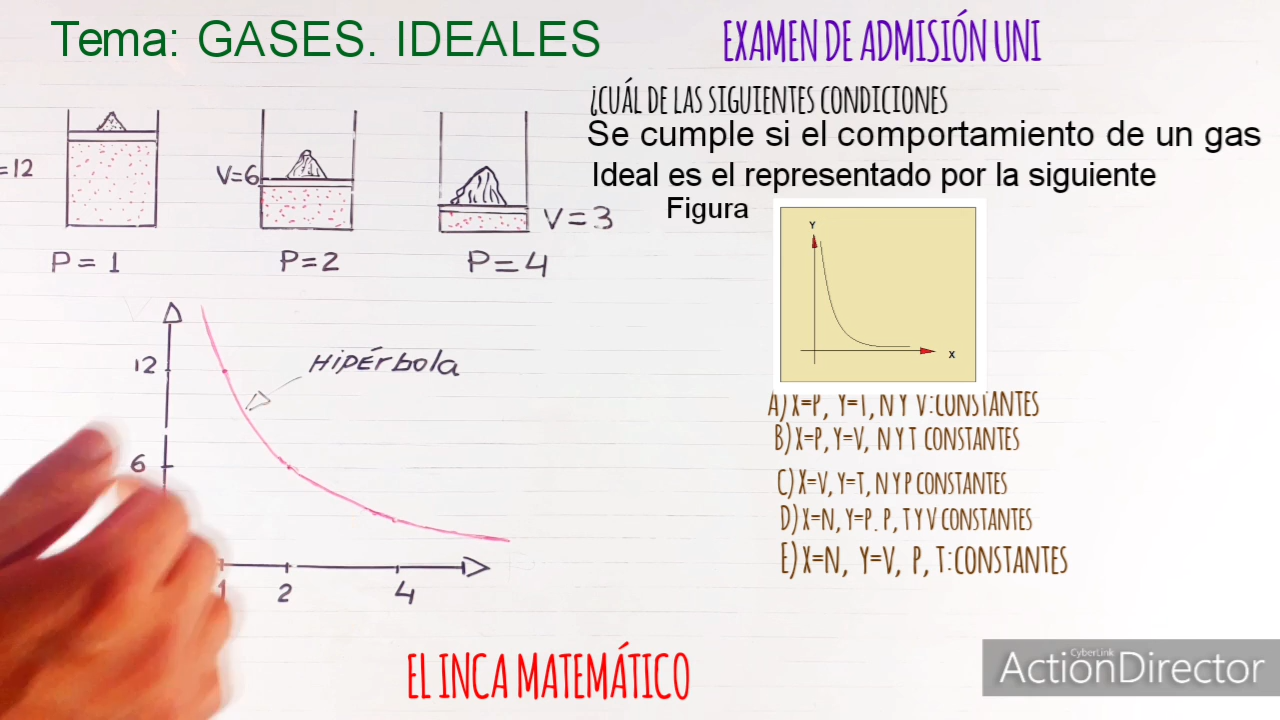 Tema: GASES. IDEALES
EXAMEN DE ADMISIÓN UNI
¿CUÁL DE LAS SIGUIENTES CONDICIONES
Se cumple si el comportamiento de un gas
Ideal es el representado por la siguiente
Figura
=12
V=6
V=3
P=1
P=2
P=4
Y
X
12
HIPÉrbola
6
1
2
4
A) X=P, Y=T, N Y V:CONSTANTES
B) X=P, Y=V, N Y T CONSTANTES
C) X=V, Y=T, N Y P CONSTANTES
D) X=N, Y=P. P, T Y V CONSTANTES
E) X=N, Y=V, P, T:CONSTANTES
EL INCA MATEMÁTICO
CyberLink
ActionDirector